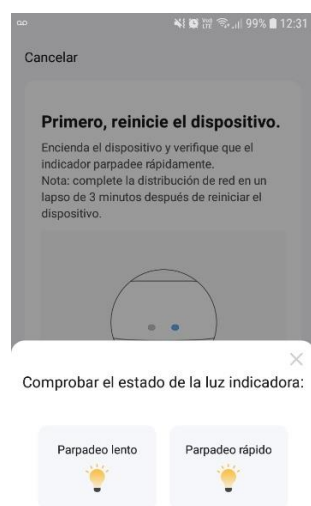 VoLTE 99% 12:31
Cancelar
Primero, reinicie el dispositivo.
Encienda el dispositivo y verifique que el
indicador parpadee rápidamente.
Nota: complete la distribución de red en un
lapso de 3 minutos después de reiniciar el
dispositivo.
Comprobar el estado de la luz indicadora:
Parpadeo lento Parpadeo rápido